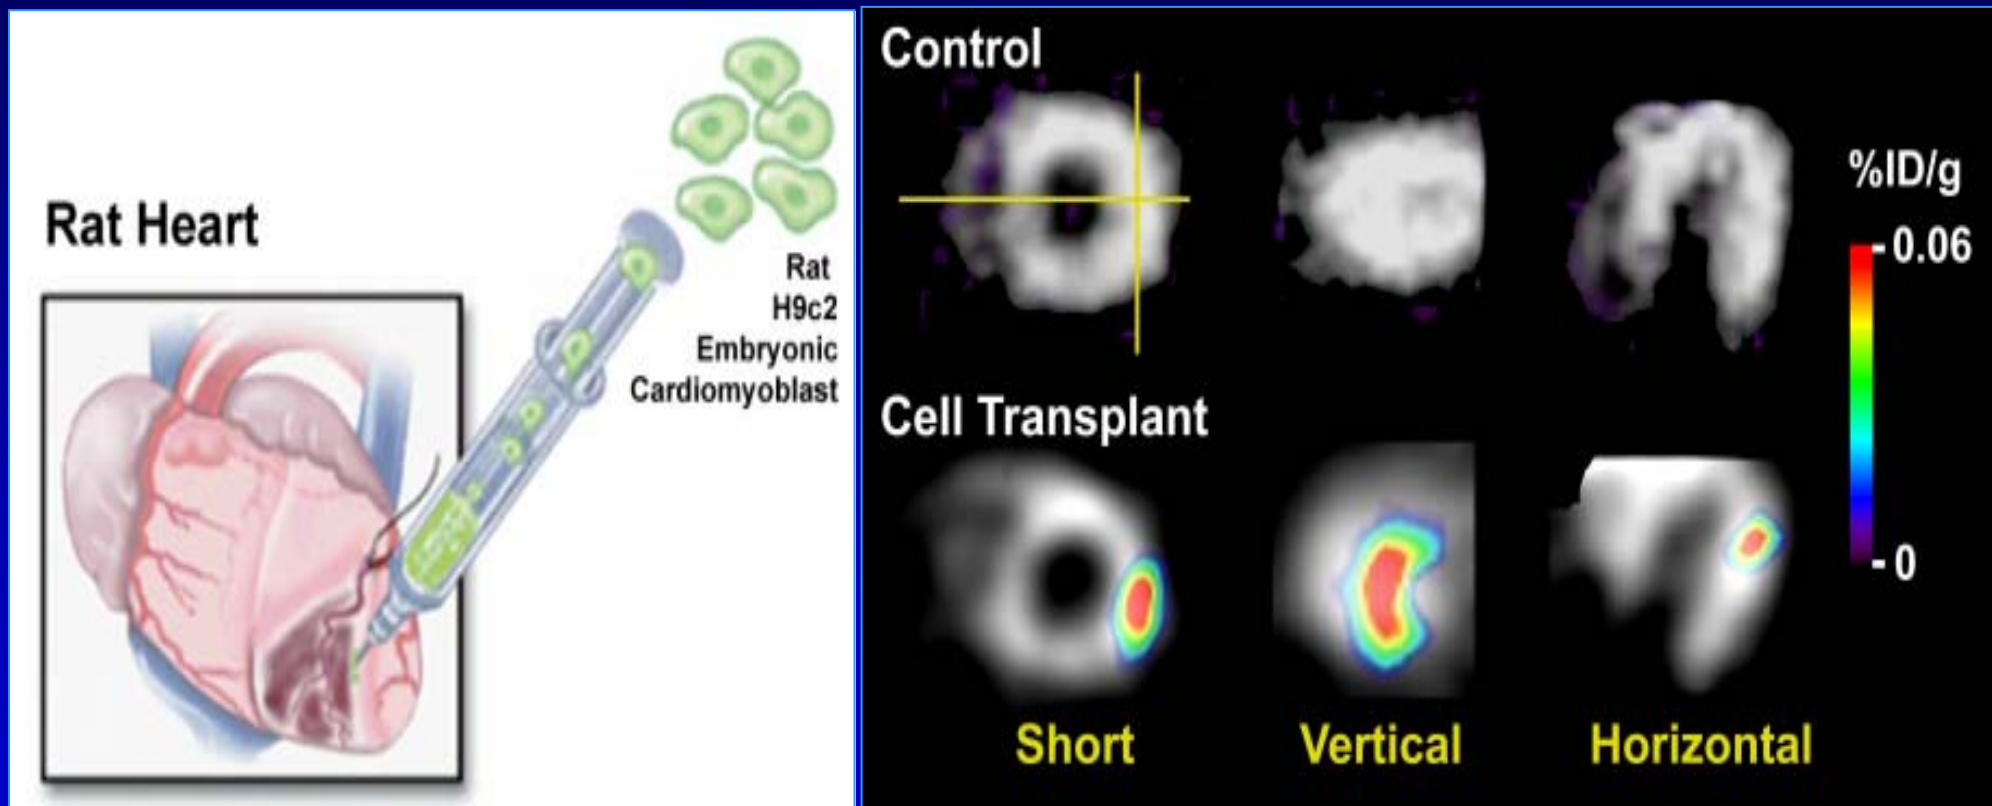 Rat Heart
Rat
H9c2
Embryonic
Cardiomyoblast
Control
%ID/g
0.06
0
Cell Transplant
Short
Vertical
Horizontal